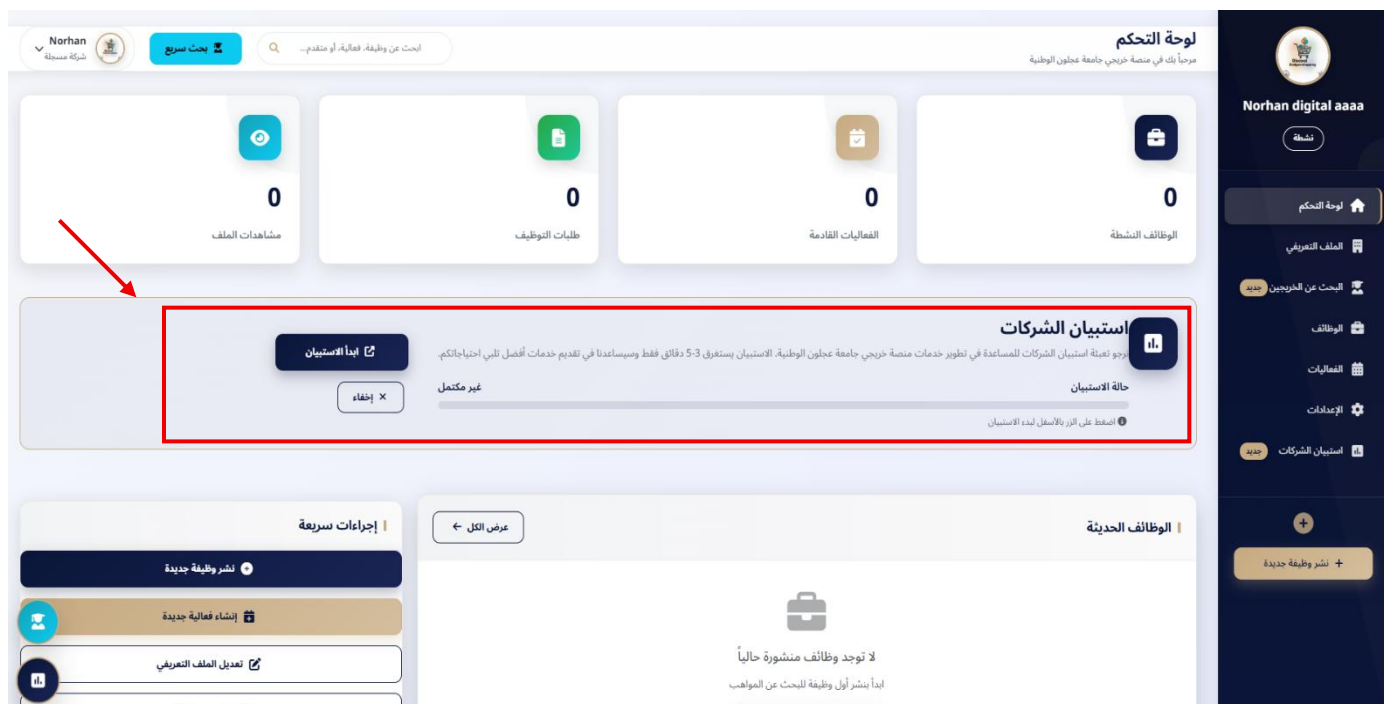 Norhan digital aaaa
نشطة
لوحة التحكم
الملف التعريفي
البحث عن الخريجين جديد
الوظائف
الفعاليات
الإعدادات
استبيان الشركات جديد
+ نشر وظيفة جديدة
لوحة التحكم
مرحباً بك في منصة خريجي جامعة عجلون الوطنية
ابحث عن وظيفة، فعالية، أو متقدم...
بحث سريع
Norhan
شركة مسجلة
0
الوظائف النشطة
0
الفعاليات القادمة
0
طلبات التوظيف
0
مشاهدات الملف
استبيان الشركات
نرجو تعبئة استبيان الشركات للمساعدة في تطوير خدمات منصة خريجي جامعة عجلون الوطنية. الاستبيان يستغرق 3-5 دقائق فقط وسيساعدنا في تقديم خدمات أفضل تلبي احتياجاتكم.
حالة الاستبيان
غير مكتمل
اضغط على الزر بالأسفل لبدء الاستبيان
ابدأ الاستبيان
× إخفاء
الوظائف الحديثة
عرض الكل ←
لا توجد وظائف منشورة حالياً
ابدأ بنشر أول وظيفة للبحث عن المواهب
إجراءات سريعة
نشر وظيفة جديدة
إنشاء فعالية جديدة
تعديل الملف التعريفي